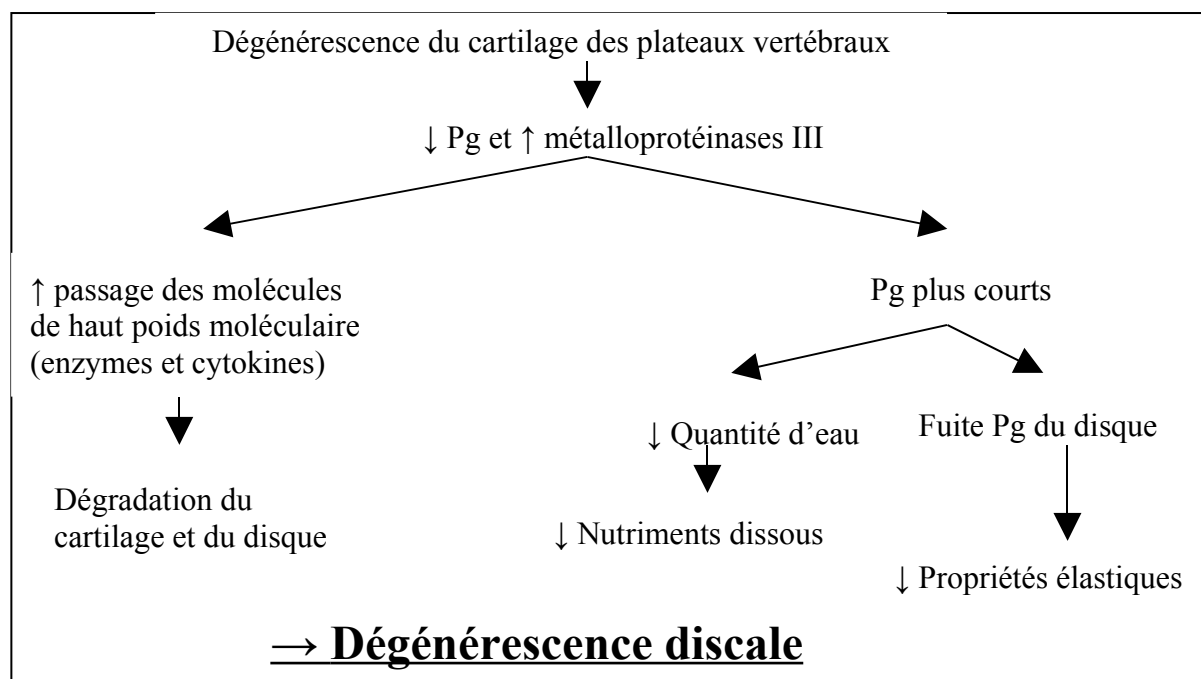 Dégénérescence du cartilage des plateaux vertébraux
↓ Pg et ↑ métalloprotéinases III
↑ passage des molécules
de haut poids moléculaire
(enzymes et cytokines)
Pg plus courts
↓ Quantité d’eau
Fuite Pg du disque
Dégradation du
cartilage et du disque
↓ Nutriments dissous
↓ Propriétés élastiques
→ Dégénérescence discale